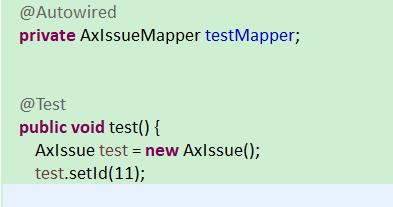 @Autowired
private AxIssueMapper testMapper;
@Test
public void test() {
AxIssue test = new AxIssue();
test.setId(11);